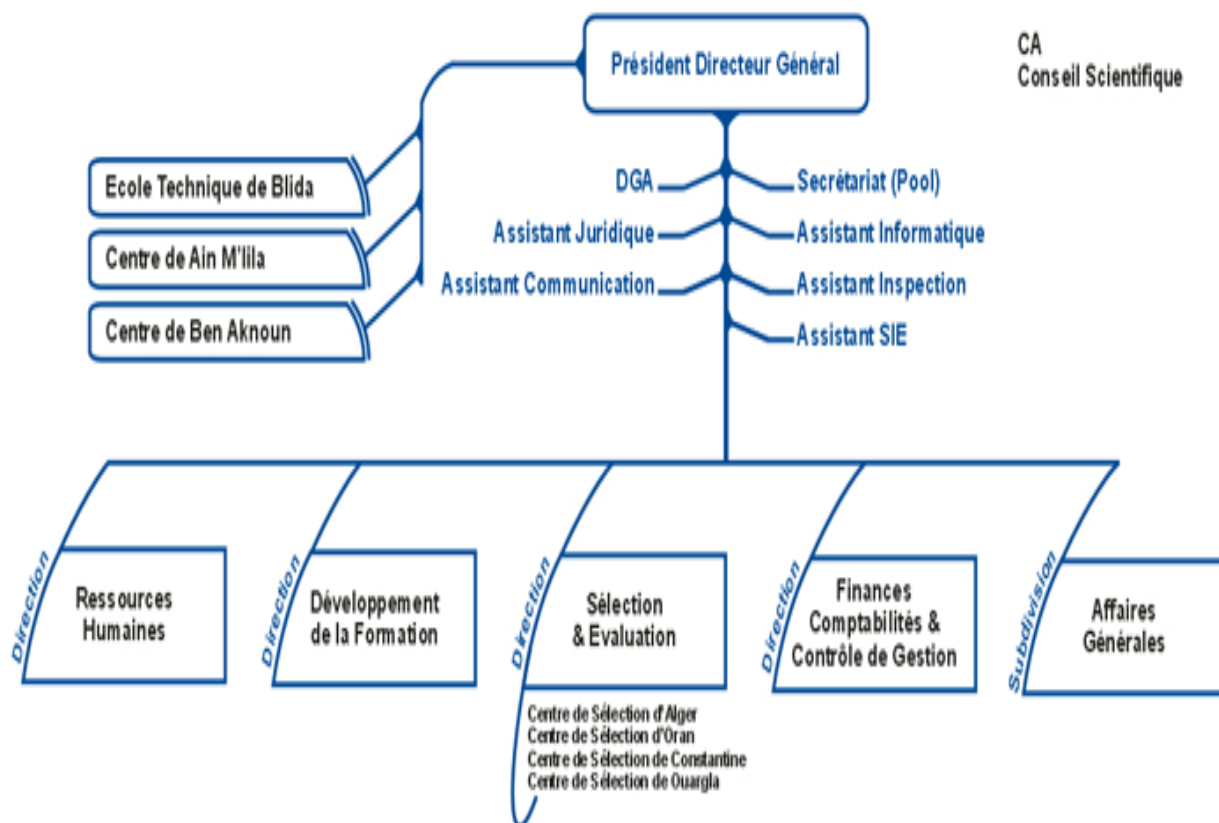 Président Directeur Général
CA
Conseil Scientifique
Ecole Technique de Blida
Centre de Ain M'lila
Centre de Ben Aknoun
DGA
Secrétariat (Pool)
Assistant Juridique
Assistant Informatique
Assistant Communication
Assistant Inspection
Assistant SIE
Direction
Ressources
Humaines
Direction
Développement
de la Formation
Direction
Sélection
& Evaluation
Centre de Sélection d'Alger
Centre de Sélection d'Oran
Centre de Sélection de Constantine
Centre de Sélection de Ouargla
Direction
Finances
Comptabilités &
Contrôle de Gestion
Subdivision
Affaires
Générales